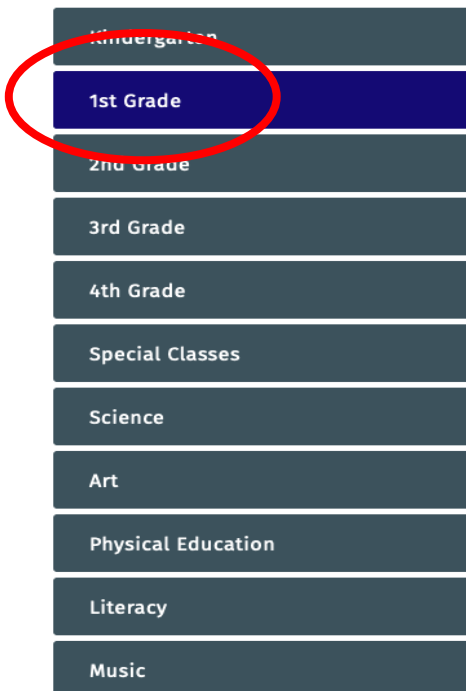 Kindergarten
1st Grade
2nd Grade
3rd Grade
4th Grade
Special Classes
Science
Art
Physical Education
Literacy
Music